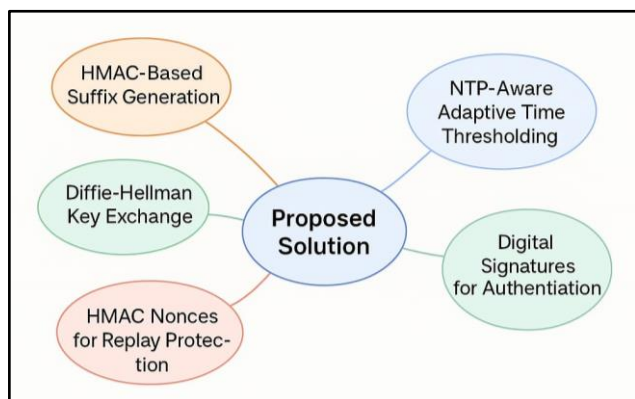 HMAC-Based
Suffix Generation
NTP-Aware
Adaptive Time
Thresholding
Diffie-Hellman
Key Exchange
Proposed
Solution
Digital
Signatures
for Authentiation
HMAC Nonces
for Replay Protec-
tion